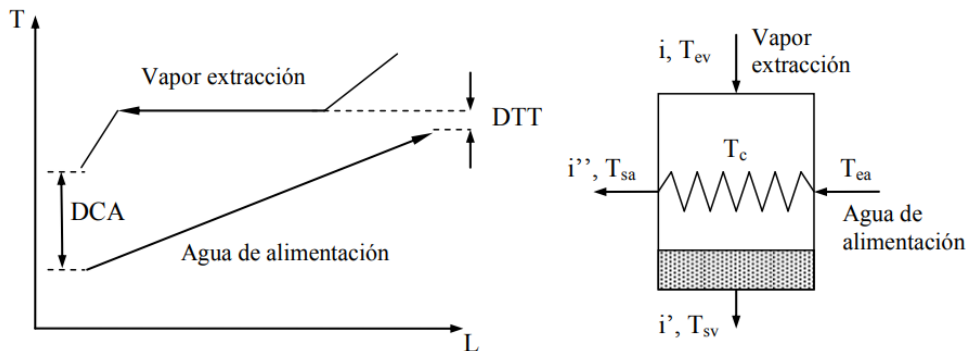 T
Vapor extracción
DTT
DCA
Agua de alimentación
L
i, T_ev
Vapor
extracción
T_c
i’’, T_sa
T_ea
Agua de
alimentación
i’, T_sv